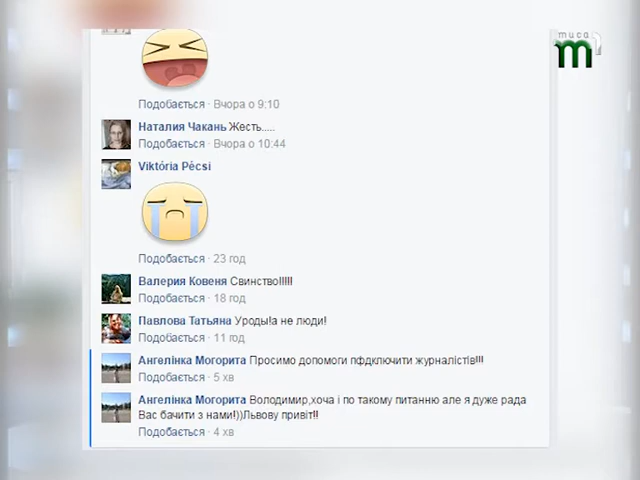 муса
m1
Подобається · Вчора о 9:10
Наталия Чакань Жесть.....
Подобається · Вчора о 10:44
Viktória Pécsi
Подобається · 23 год
Валерия Ковеня Свинство!!!!!
Подобається · 18 год
Павлова Татьяна Уроды!а не люди!
Подобається · 11 год
Ангелінка Могорита Просимо допомоги пфдключити журналістів!!!
Подобається · 5 хв
Ангелінка Могорита Володимир,хоча і по такому питанню але я дуже рада
Вас бачити з нами!))Львову привіт!!
Подобається · 4 хв